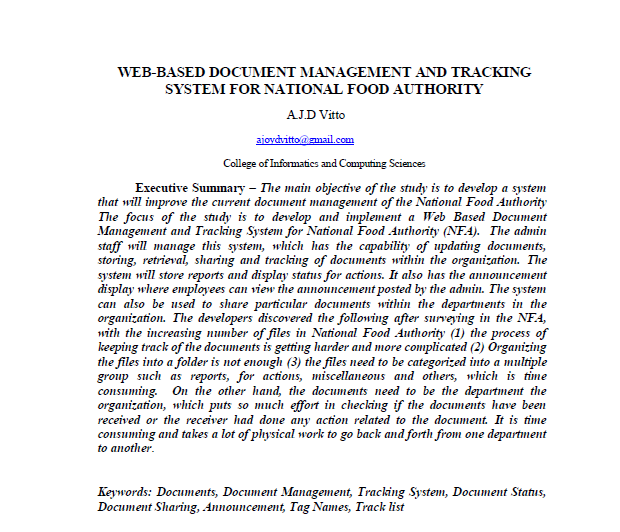 WEB-BASED DOCUMENT MANAGEMENT AND TRACKING
SYSTEM FOR NATIONAL FOOD AUTHORITY
A.J.D Vitto
ajoydvitto@gmail.com
College of Informatics and Computing Sciences
Executive Summary – The main objective of the study is to develop a system
that will improve the current document management of the National Food Authority
The focus of the study is to develop and implement a Web Based Document
Management and Tracking System for National Food Authority (NFA). The admin
staff will manage this system, which has the capability of updating documents,
storing, retrieval, sharing and tracking of documents within the organization. The
system will store reports and display status for actions. It also has the announcement
display where employees can view the announcement posted by the admin. The system
can also be used to share particular documents within the departments in the
organization. The developers discovered the following after surveying in the NFA,
with the increasing number of files in National Food Authority (1) the process of
keeping track of the documents is getting harder and more complicated (2) Organizing
the files into a folder is not enough (3) the files need to be categorized into a multiple
group such as reports, for actions, miscellaneous and others, which is time
consuming. On the other hand, the documents need to be the department the
organization, which puts so much effort in checking if the documents have been
received or the receiver had done any action related to the document. It is time
consuming and takes a lot of physical work to go back and forth from one department
to another.
Keywords: Documents, Document Management, Tracking System, Document Status,
Document Sharing, Announcement, Tag Names, Track list